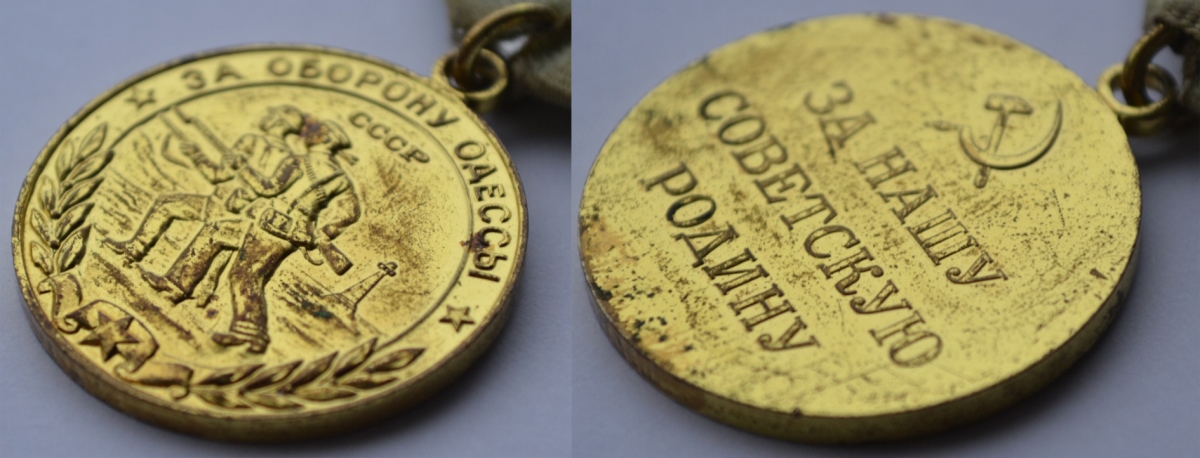 ЗА ОБОРОНУ ОДЕССЫ
СССР
ЗА НАШУ
СОВЕТСКУЮ
РОДИНУ